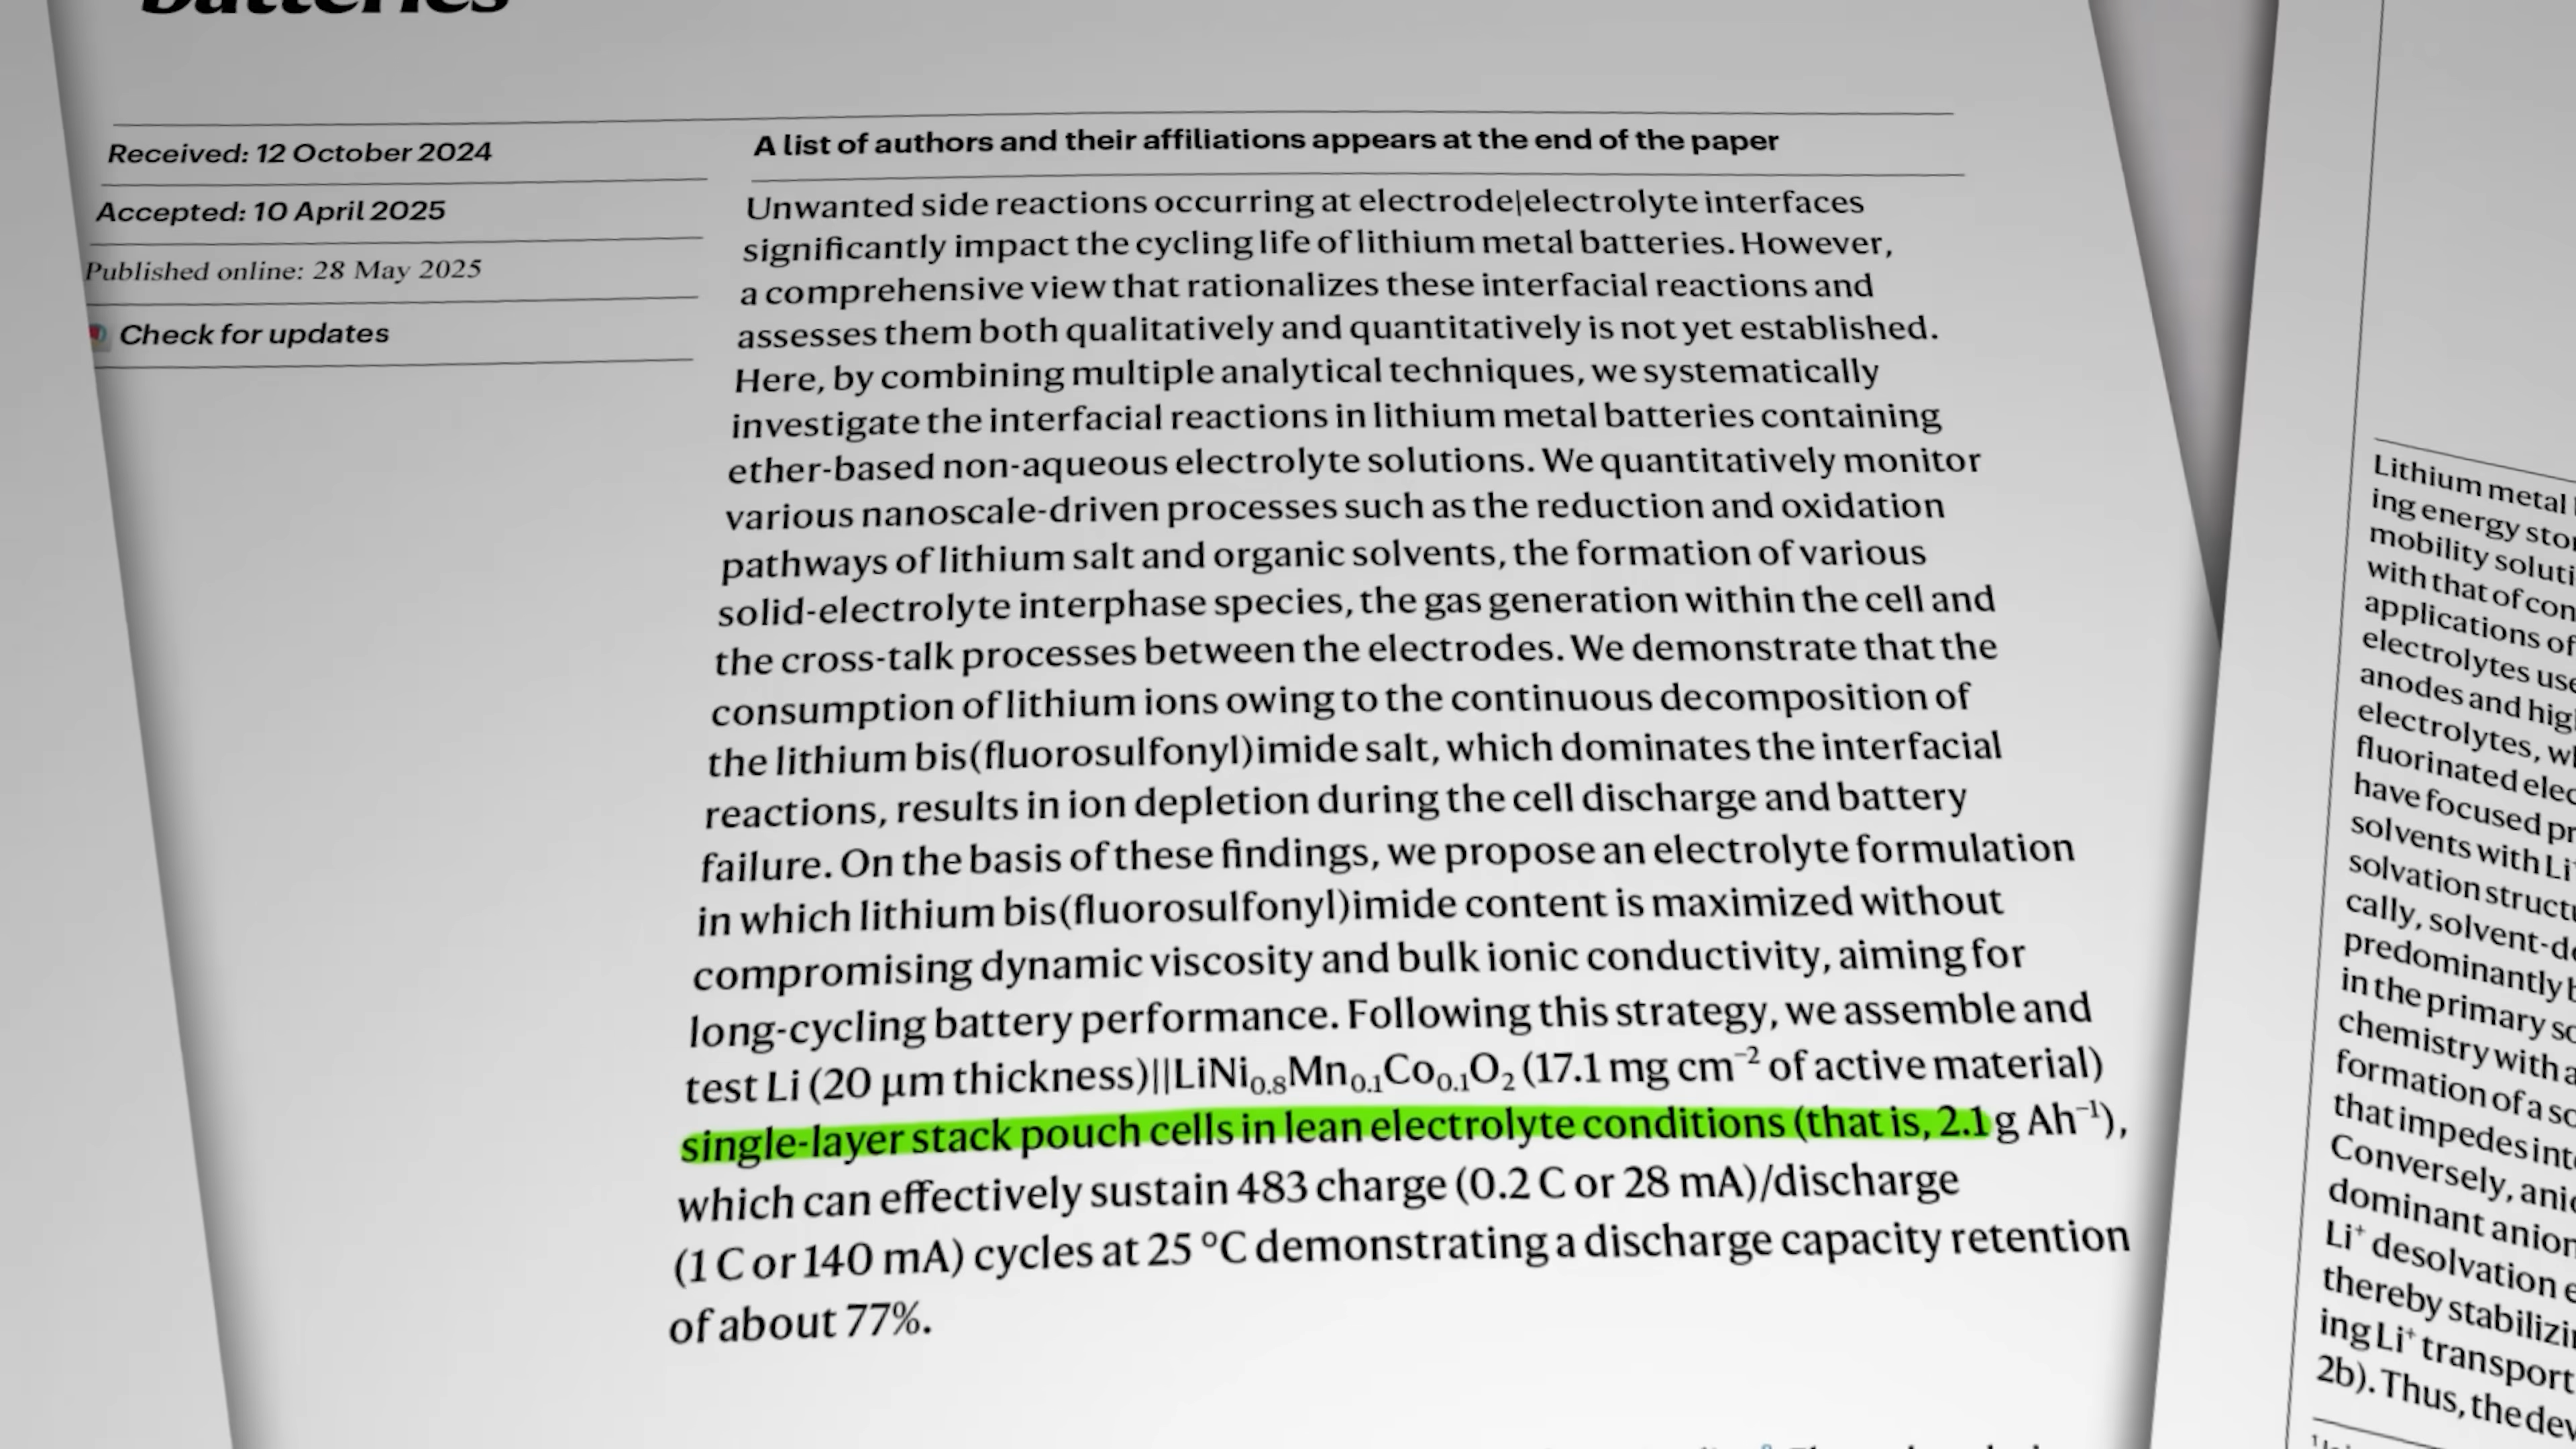 batteries
Received: 12 October 2024
Accepted: 10 April 2025
Published online: 28 May 2025
Check for updates
A list of authors and their affiliations appears at the end of the paper
Unwanted side reactions occurring at electrode|electrolyte interfaces
significantly impact the cycling life of lithium metal batteries. However,
a comprehensive view that rationalizes these interfacial reactions and
assesses them both qualitatively and quantitatively is not yet established.
Here, by combining multiple analytical techniques, we systematically
investigate the interfacial reactions in lithium metal batteries containing
ether-based non-aqueous electrolyte solutions. We quantitatively monitor
various nanoscale-driven processes such as the reduction and oxidation
pathways of lithium salt and organic solvents, the formation of various
solid-electrolyte interphase species, the gas generation within the cell and
the cross-talk processes between the electrodes. We demonstrate that the
consumption of lithium ions owing to the continuous decomposition of
the lithium bis(fluorosulfonyl)imide salt, which dominates the interfacial
reactions, results in ion depletion during the cell discharge and battery
failure. On the basis of these findings, we propose an electrolyte formulation
in which lithium bis(fluorosulfonyl)imide content is maximized without
compromising dynamic viscosity and bulk ionic conductivity, aiming for
long-cycling battery performance. Following this strategy, we assemble and
test Li (20 μm thickness)||LiNi₀.₈Mn₀.₁Co₀.₁O₂ (17.1 mg cm⁻² of active material)
single-layer stack pouch cells in lean electrolyte conditions (that is, 2.1 g Ah⁻¹),
which can effectively sustain 483 charge (0.2 C or 28 mA)/discharge
(1 C or 140 mA) cycles at 25 °C demonstrating a discharge capacity retention
of about 77%.
Lithium metal
ing energy
mobility
with that of
applications of
electrolytes
anodes and
electrolytes,
fluorinated
have focused
solvents with Li⁺
solvation
cally,
predominantly
in the primary
chemistry with a
formation of a
that impedes
Conversely,
dominant
Li⁺ desolvation
thereby
ing Li⁺ transport
2b). Thus, the